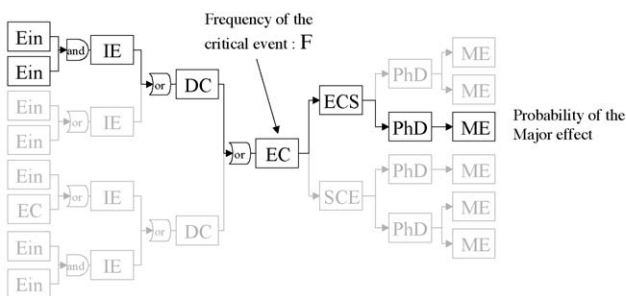 Frequency of the
critical event : F
Ein
Ein
and
IE
or
DC
Ein
Ein
or
IE
or
EC
Ein
EC
or
IE
or
DC
Ein
Ein
and
IE
ECS
PhD
ME
ME
PhD
ME
Probability of the
Major effect
SCE
PhD
ME
PhD
ME
ME